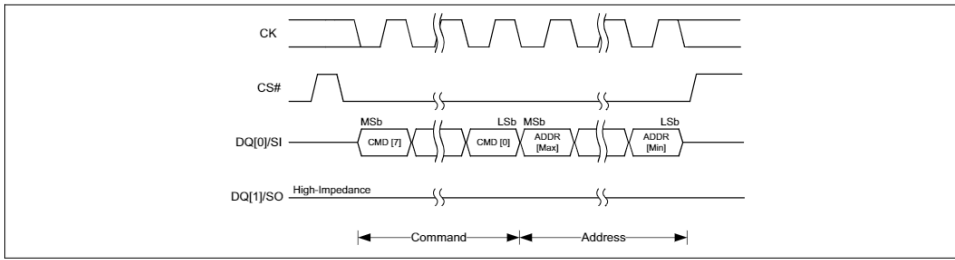 CK
CS#
MSb LSb MSb LSb
DQ[0]/SI CMD [7] CMD [0] ADDR [Max] ADDR [Min]
DQ[1]/SO High-Impedance
Command Address